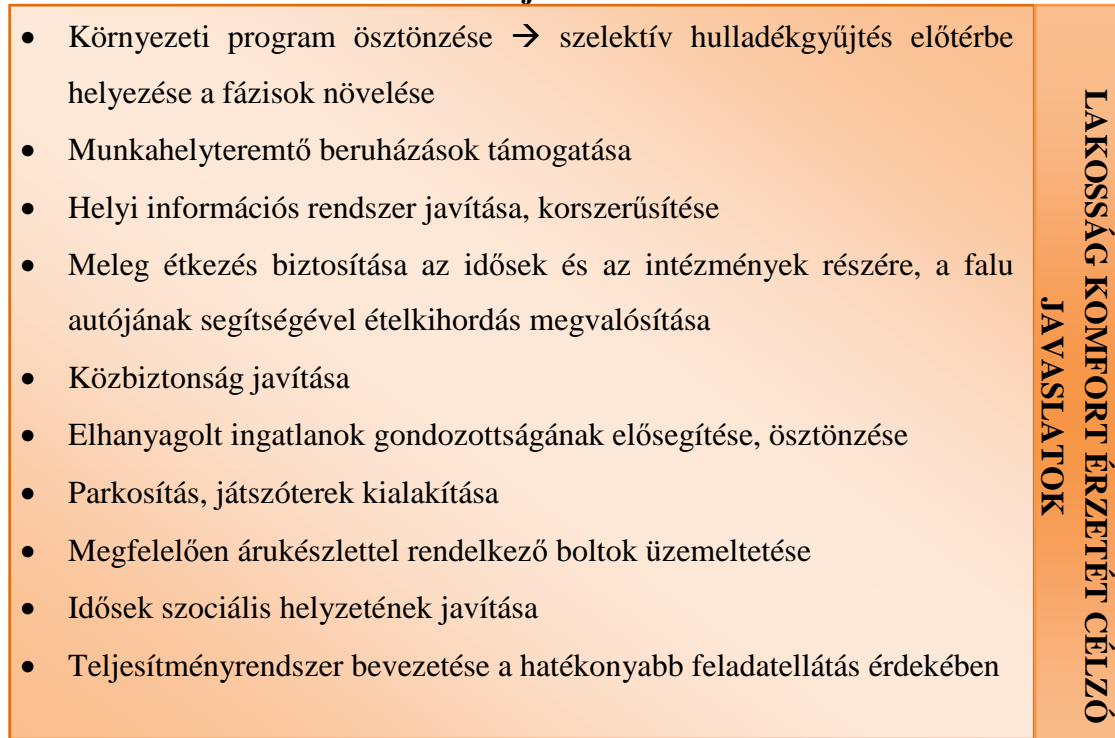 • Környezeti program ösztönzése → szelektív hulladékgyűjtés előtérbe
helyezése a fázisok növelése
• Munkahelyteremtő beruházások támogatása
• Helyi információs rendszer javítása, korszerűsítése
• Meleg étkezés biztosítása az idősek és az intézmények részére, a falu
autójának segítségével ételkihordás megvalósítása
• Közbiztonság javítása
• Elhanyagolt ingatlanok gondozottságának elősegítése, ösztönzése
• Parkosítás, játszóterek kialakítása
• Megfelelően árukészlettel rendelkező boltok üzemeltetése
• Idősek szociális helyzetének javítása
• Teljesítményrendszer bevezetése a hatékonyabb feladatellátás érdekében
LAKOSSÁG KOMFORT ÉRZETÉT CÉLZÓ
JAVASLATOK